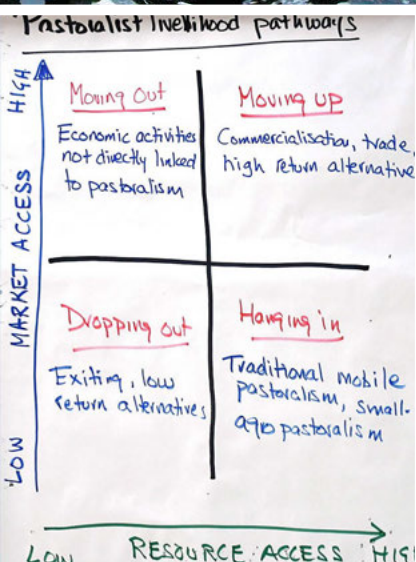 Pastoralist livelihood pathways
HIGH
MARKET ACCESS
LOW
Moving Out
Economic activities
not directly linked
to pastoralism
Moving up
Commercialisation, trade,
high return alternative
Dropping out
Exiting, low
return alternatives
Hanging in
Traditional mobile
pastoralism, small-
agro pastoralism
LOW RESOURCE ACCESS HIGH